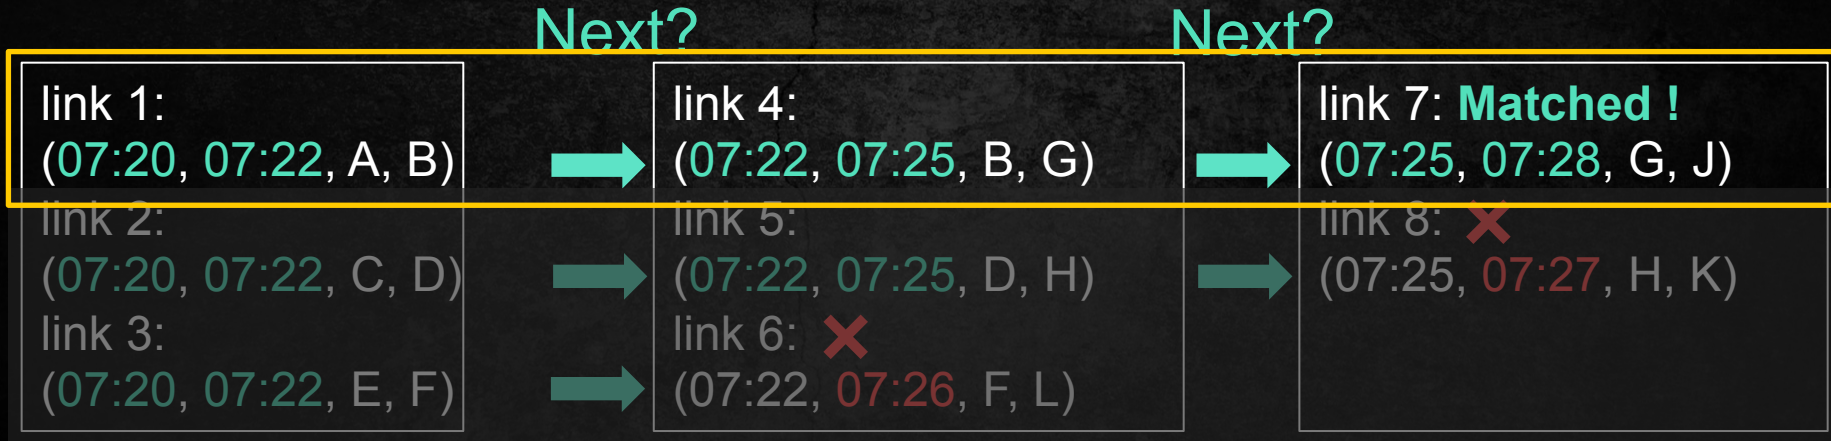 Next?
Next?
link 1:
(07:20, 07:22, A, B)
link 2:
(07:20, 07:22, C, D)
link 3:
(07:20, 07:22, E, F)
link 4:
(07:22, 07:25, B, G)
link 5:
(07:22, 07:25, D, H)
link 6:
(07:22, 07:26, F, L)
link 7: Matched !
(07:25, 07:28, G, J)
link 8:
(07:25, 07:27, H, K)